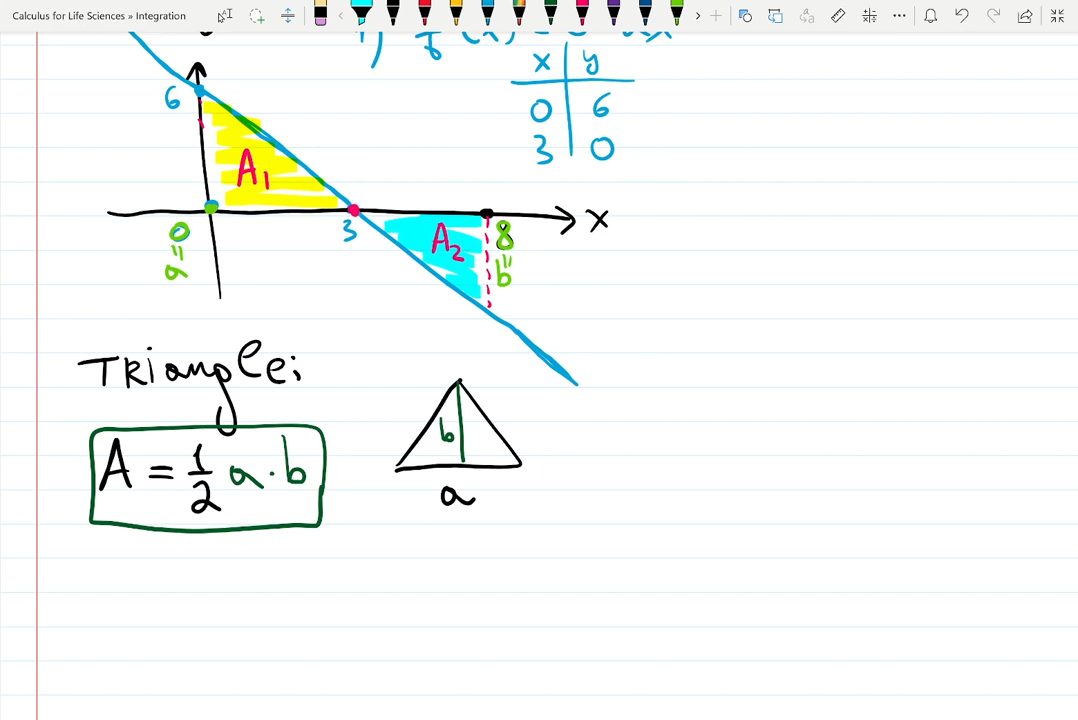 Calculus for Life Sciences » Integration
x y
0 6
3 0
6
A1
0
=
a
3
A2
8
=
b
x
Triangle:
A = 1/2 a · b
b
a